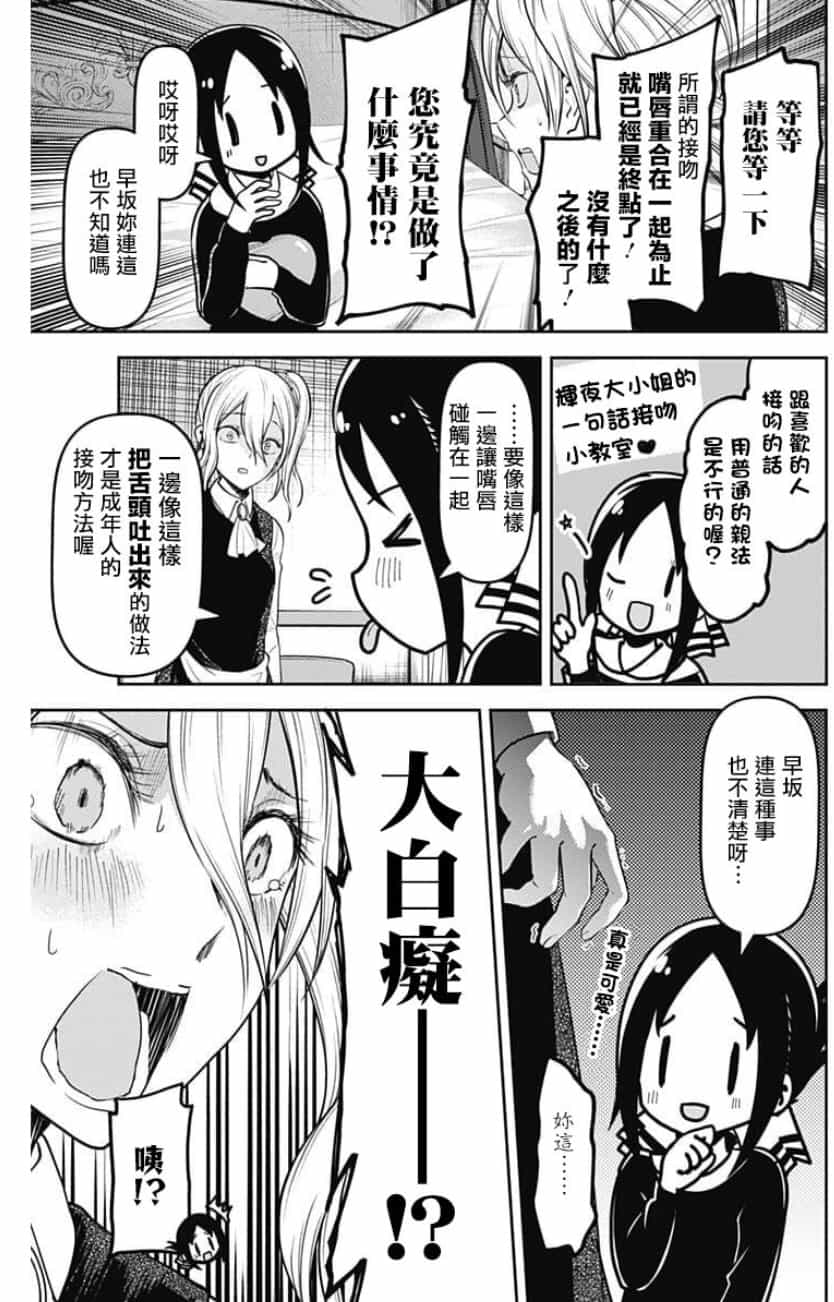 等等
請您等一下
所謂的接吻
嘴唇重合在一起為止
就已經是終點了！
沒有什麼
之後的了！
您究竟是做了
什麼事情!?
哎呀哎呀
早坂妳連這
也不知道嗎
跟喜歡的人
接吻的話
用普通的親法
是不行的喔？
輝夜大小姐的
一句話接吻
小教室♥
……要像這樣
一邊讓嘴唇
碰觸在一起
一邊像這樣
把舌頭吐出來的做法
才是成年人的
接吻方法喔
早坂
連這種事
也不清楚呀…
真是可愛……
妳這……
大白癡——!?
咦!?